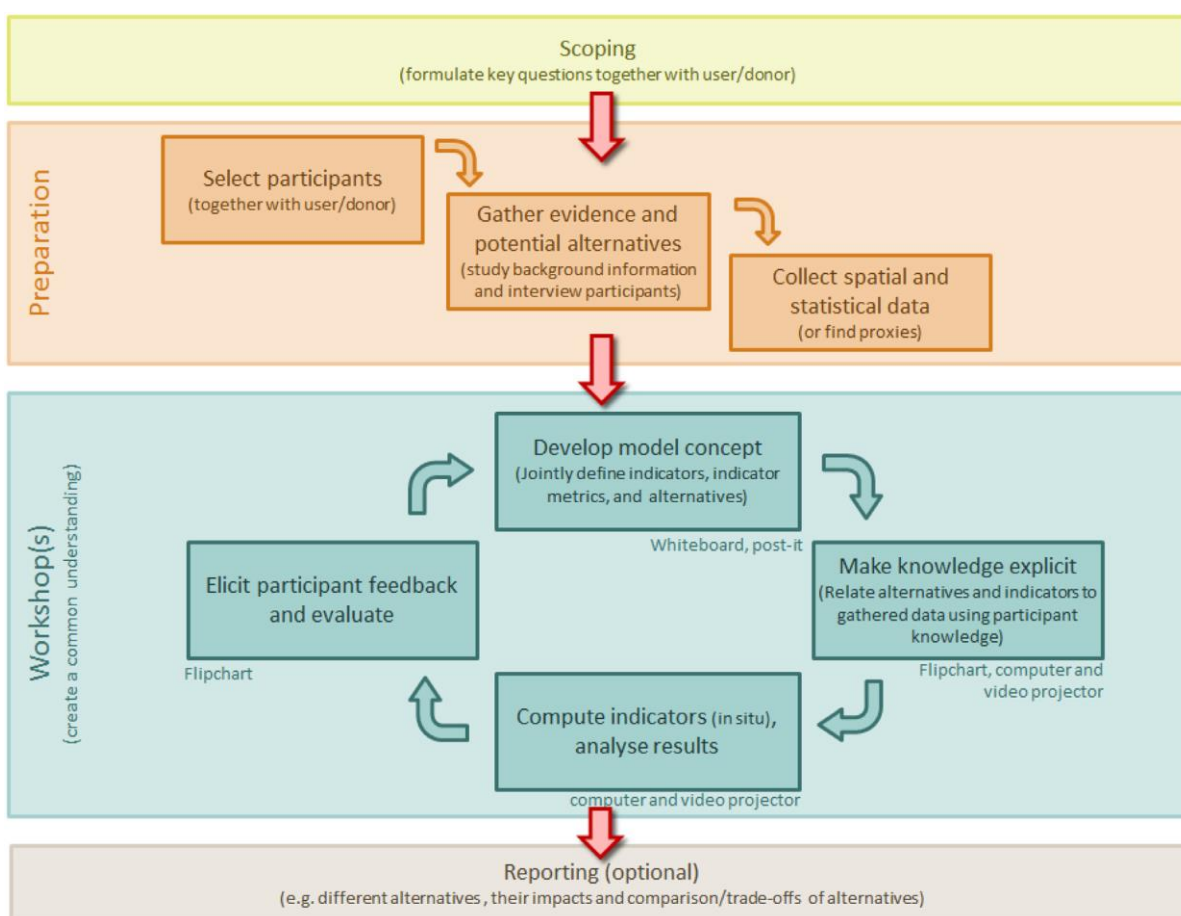 Scoping
(formulate key questions together with user/donor)
Preparation
Select participants
(together with user/donor)
Gather evidence and
potential alternatives
(study background information
and interview participants)
Collect spatial and
statistical data
(or find proxies)
Workshop(s)
(create a common understanding)
Develop model concept
(Jointly define indicators, indicator
metrics, and alternatives)
Whiteboard, post-it
Make knowledge explicit
(Relate alternatives and indicators to
gathered data using participant
knowledge)
Flipchart, computer and
video projector
Elicit participant feedback
and evaluate
Flipchart
Compute indicators (in situ),
analyse results
computer and video projector
Reporting (optional)
(e.g. different alternatives , their impacts and comparison/trade-offs of alternatives)